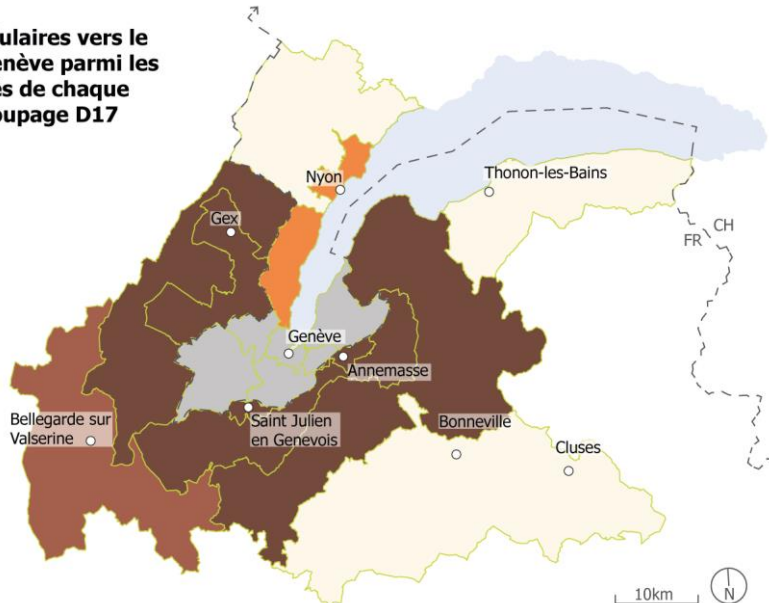 ulaires vers le
enève parmi les
es de chaque
oupage D17
Nyon
Thonon-les-Bains
Gex
CH
FR
Genève
Annemasse
Bellegarde sur
Valserine
Saint Julien
en Genevois
Bonneville
Cluses
10km
N